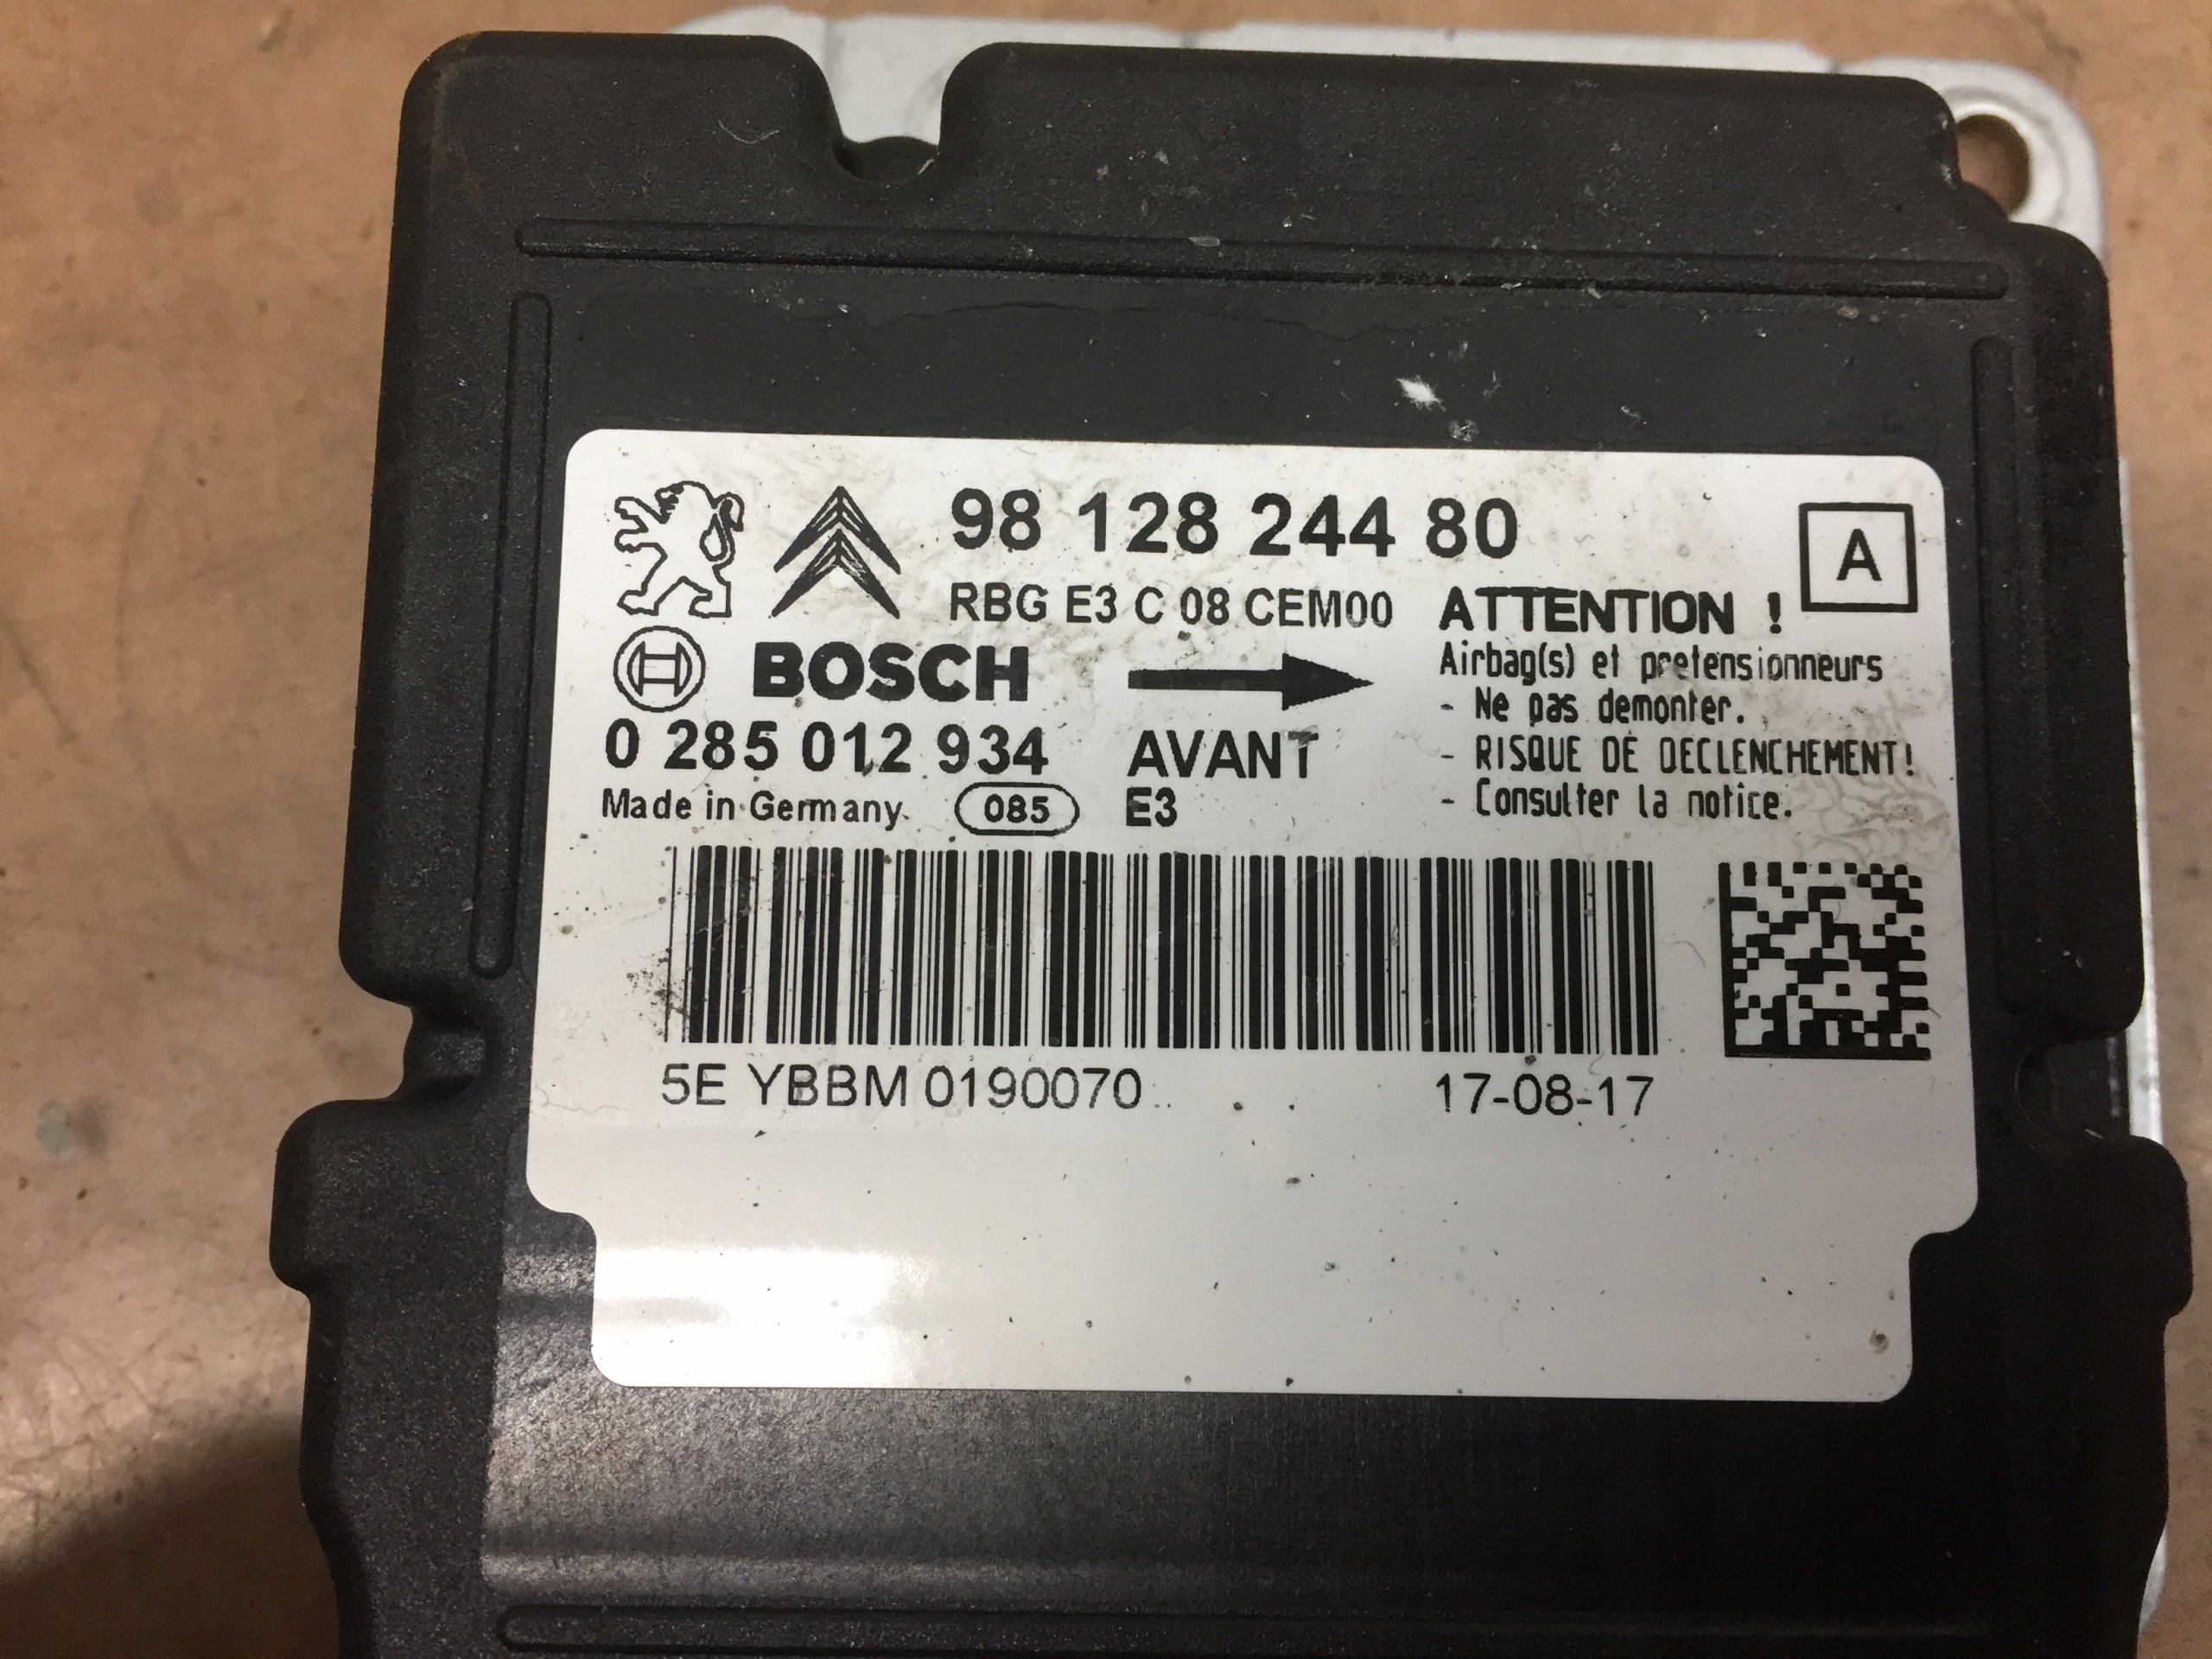 98 128 244 80
A
RBG E3 C 08 CEM00
ATTENTION !
BOSCH
Airbag(s) et pretensionneurs
- Ne pas demonter.
0 285 012 934
AVANT
- RISQUE DE DECLENCHEMENT!
Made in Germany
085
E3
- Consulter la notice.
5E YBBM 0190070
17-08-17